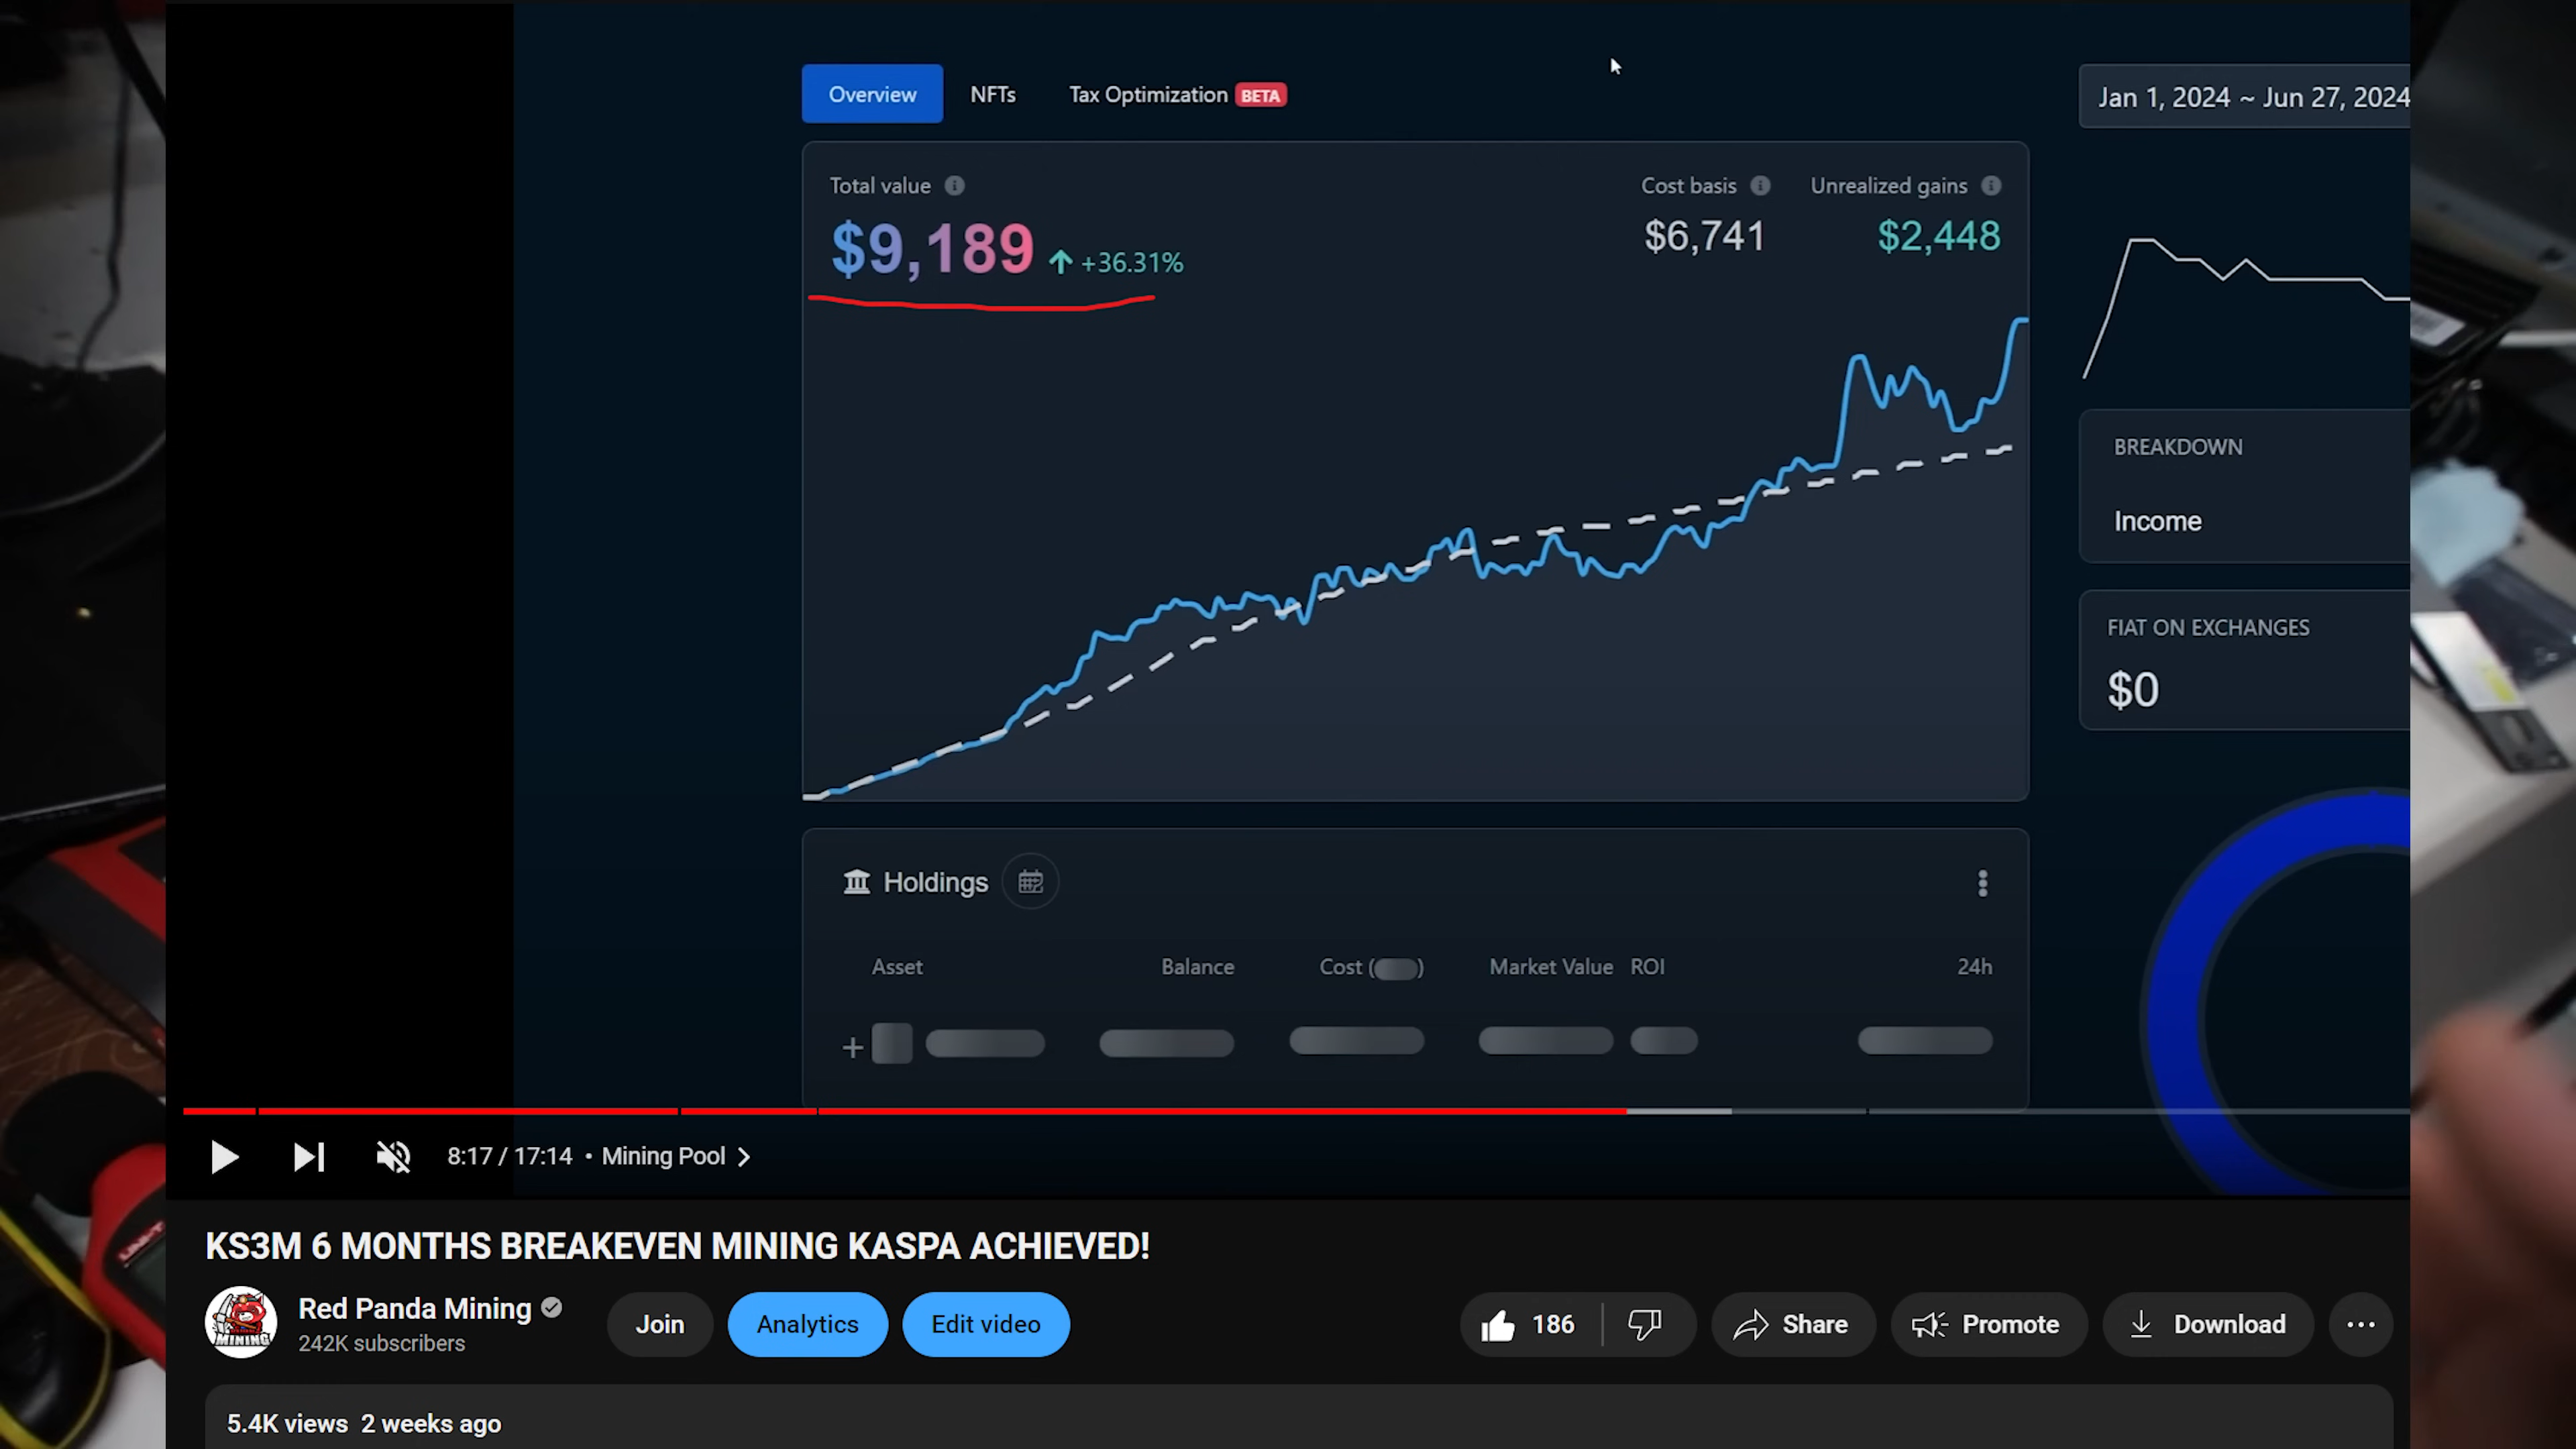 Overview NFTs Tax Optimization BETA
Jan 1, 2024 ~ Jun 27, 2024
Total value
$9,189 +36.31%
Cost basis
$6,741
Unrealized gains
$2,448
BREAKDOWN
Income
FIAT ON EXCHANGES
$0
Holdings
Asset Balance Cost ( ) Market Value ROI 24h
8:17 / 17:14 • Mining Pool
KS3M 6 MONTHS BREAKEVEN MINING KASPA ACHIEVED!
MINING
Red Panda Mining
242K subscribers
Join
Analytics
Edit video
186
Share
Promote
Download
5.4K views 2 weeks ago